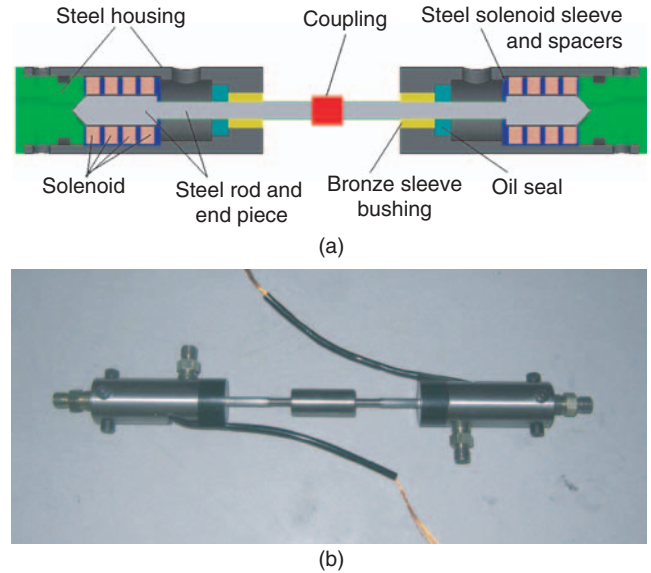 Steel housing
Coupling
Steel solenoid sleeve
and spacers
Solenoid
Steel rod and
end piece
Bronze sleeve
bushing
Oil seal
(a)
(b)